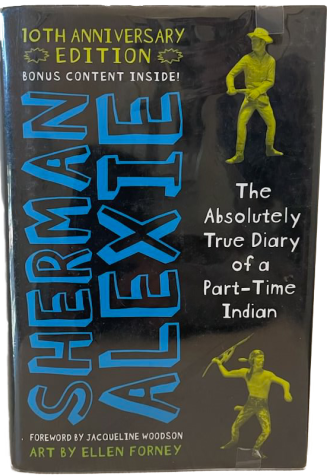 10TH ANNIVERSARY
EDITION
BONUS CONTENT INSIDE!
SHERMAN
ALEXIE
The
Absolutely
True Diary
of a
Part-Time
Indian
FOREWORD BY JACQUELINE WOODSON
ART BY ELLEN FORNEY